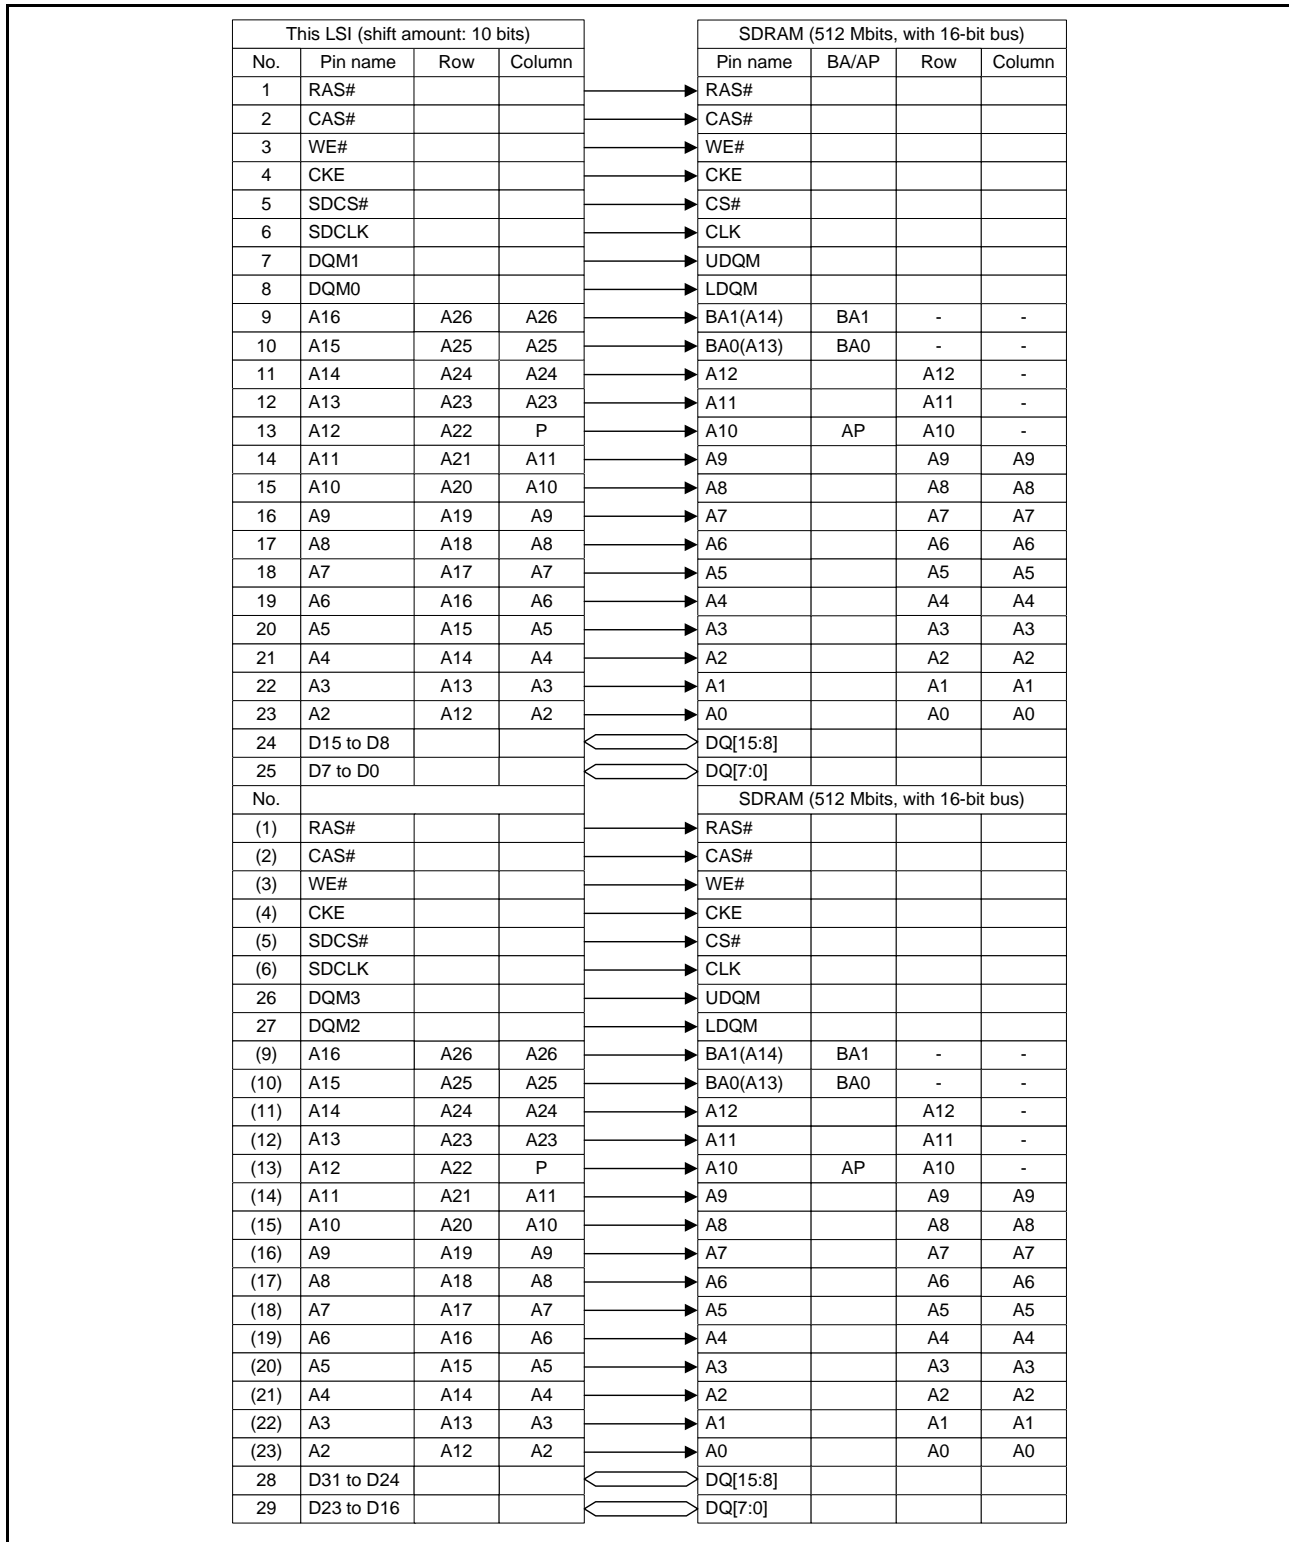 This LSI (shift amount: 10 bits) SDRAM (512 Mbits, with 16-bit bus)
No. Pin name Row Column Pin name BA/AP Row Column
1 RAS# RAS#
2 CAS# CAS#
3 WE# WE#
4 CKE CKE
5 SDCS# CS#
6 SDCLK CLK
7 DQM1 UDQM
8 DQM0 LDQM
9 A16 A26 A26 BA1(A14) BA1 - -
10 A15 A25 A25 BA0(A13) BA0 - -
11 A14 A24 A24 A12 A12 -
12 A13 A23 A23 A11 A11 -
13 A12 A22 P A10 AP A10 -
14 A11 A21 A11 A9 A9 A9
15 A10 A20 A10 A8 A8 A8
16 A9 A19 A9 A7 A7 A7
17 A8 A18 A8 A6 A6 A6
18 A7 A17 A7 A5 A5 A5
19 A6 A16 A6 A4 A4 A4
20 A5 A15 A5 A3 A3 A3
21 A4 A14 A4 A2 A2 A2
22 A3 A13 A3 A1 A1 A1
23 A2 A12 A2 A0 A0 A0
24 D15 to D8 DQ[15:8]
25 D7 to D0 DQ[7:0]
No. SDRAM (512 Mbits, with 16-bit bus)
(1) RAS# RAS#
(2) CAS# CAS#
(3) WE# WE#
(4) CKE CKE
(5) SDCS# CS#
(6) SDCLK CLK
26 DQM3 UDQM
27 DQM2 LDQM
(9) A16 A26 A26 BA1(A14) BA1 - -
(10) A15 A25 A25 BA0(A13) BA0 - -
(11) A14 A24 A24 A12 A12 -
(12) A13 A23 A23 A11 A11 -
(13) A12 A22 P A10 AP A10 -
(14) A11 A21 A11 A9 A9 A9
(15) A10 A20 A10 A8 A8 A8
(16) A9 A19 A9 A7 A7 A7
(17) A8 A18 A8 A6 A6 A6
(18) A7 A17 A7 A5 A5 A5
(19) A6 A16 A6 A4 A4 A4
(20) A5 A15 A5 A3 A3 A3
(21) A4 A14 A4 A2 A2 A2
(22) A3 A13 A3 A1 A1 A1
(23) A2 A12 A2 A0 A0 A0
28 D31 to D24 DQ[15:8]
29 D23 to D16 DQ[7:0]